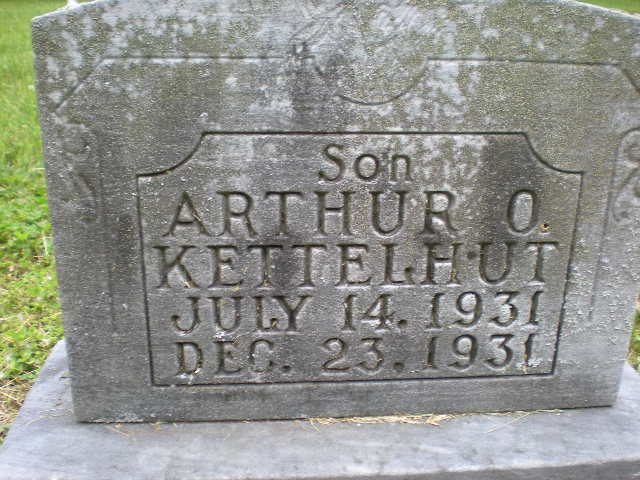 Son
ARTHUR O.
KETTELHUT
JULY 14. 1931
DEC. 23. 1931